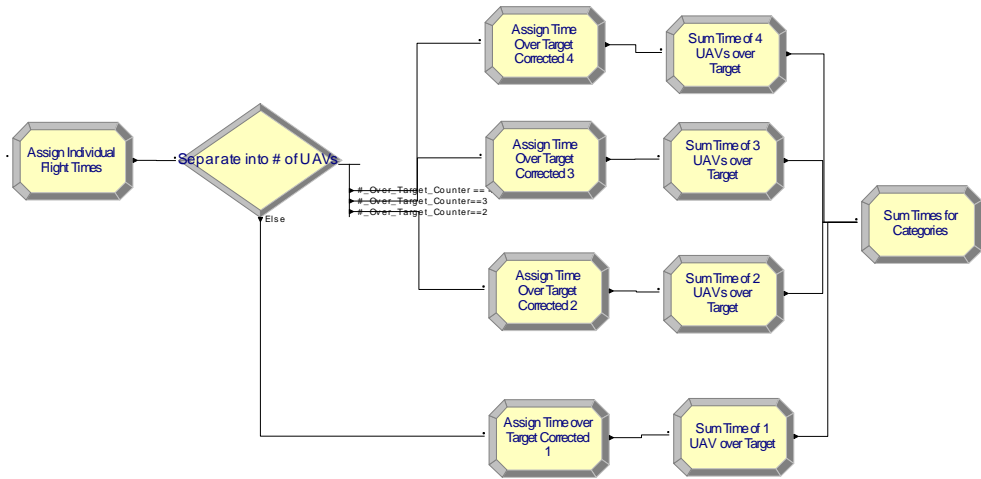 Assign Individual
Flight Times
Separate into # of UAVs
#_Over_Target_Counter ==
#_Over_Target_Counter==3
#_Over_Target_Counter==2
Else
Assign Time
Over Target
Corrected 4
Sum Time of 4
UAVs over
Target
Assign Time
Over Target
Corrected 3
Sum Time of 3
UAVs over
Target
Assign Time
Over Target
Corrected 2
Sum Time of 2
UAVs over
Target
Assign Time over
Target Corrected
1
Sum Time of 1
UAV over Target
Sum Times for
Categories